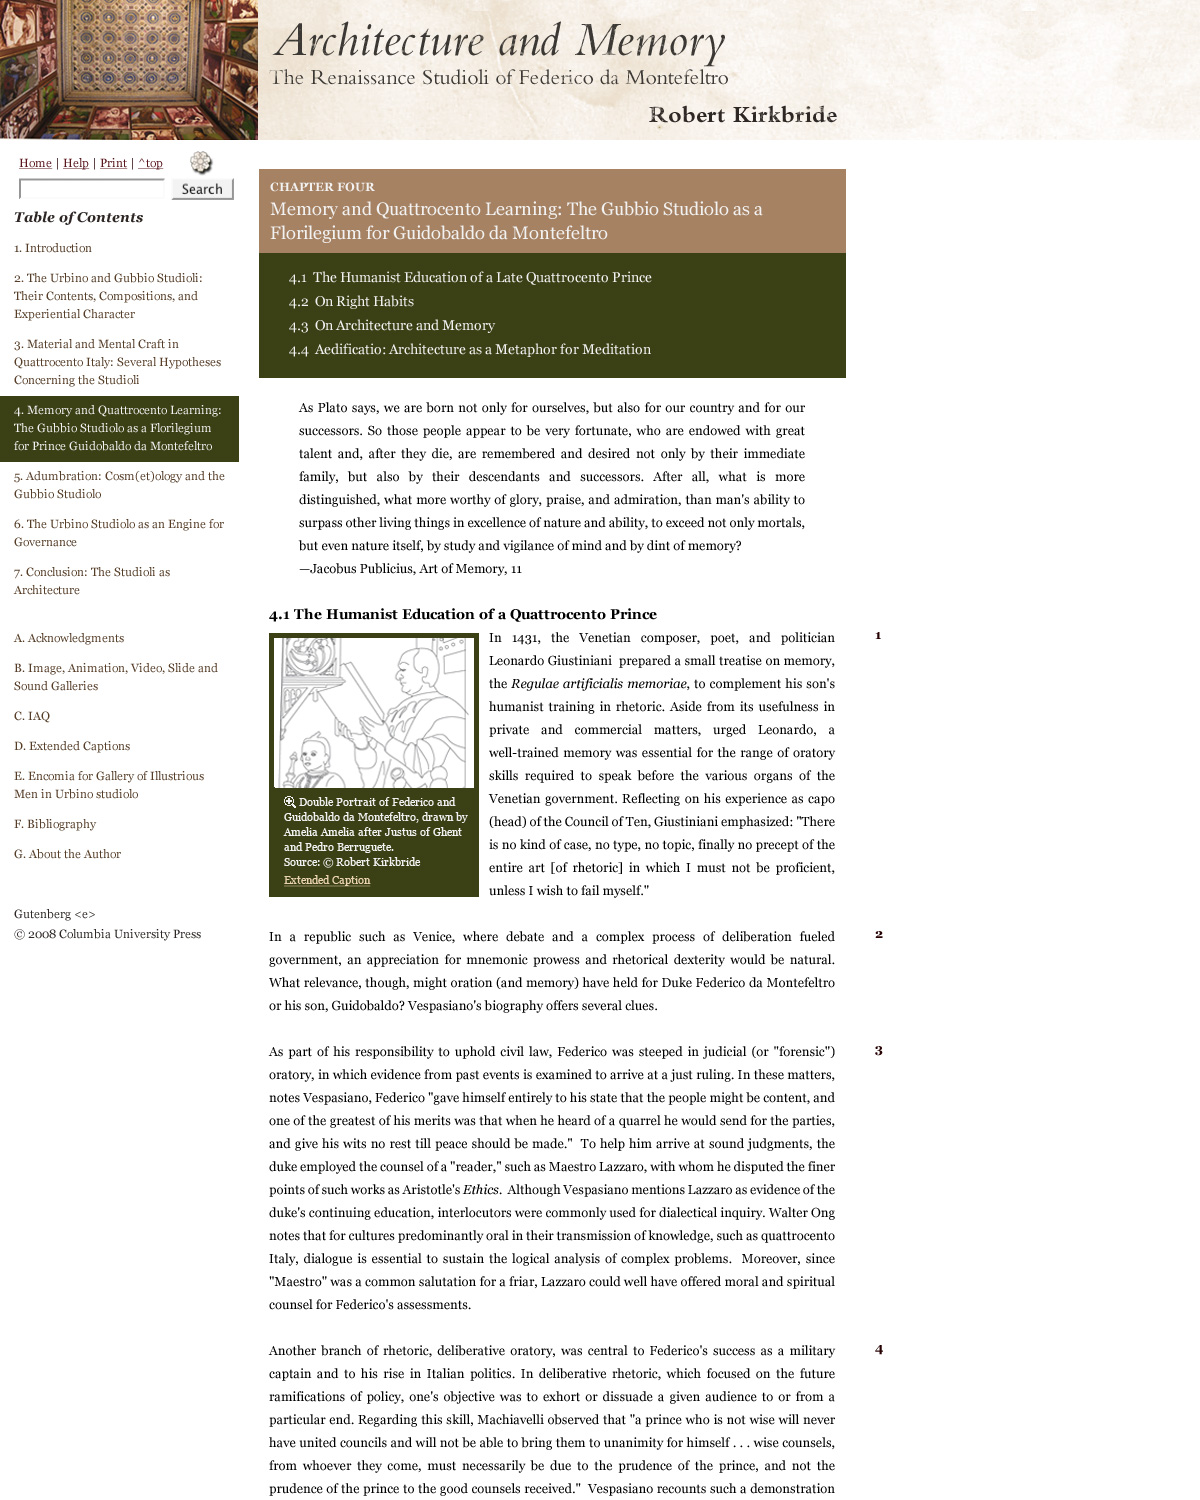 Architecture and Memory
The Renaissance Studioli of Federico da Montefeltro
Robert Kirkbride
Home | Help | Print | ^top
Search
Table of Contents
1. Introduction
2. The Urbino and Gubbio Studioli:
Their Contents, Compositions, and
Experiential Character
3. Material and Mental Craft in
Quattrocento Italy: Several Hypotheses
Concerning the Studioli
4. Memory and Quattrocento Learning:
The Gubbio Studiolo as a Florilegium
for Prince Guidobaldo da Montefeltro
5. Adumbration: Cosm(et)ology and the
Gubbio Studiolo
6. The Urbino Studiolo as an Engine for
Governance
7. Conclusion: The Studioli as
Architecture
A. Acknowledgments
B. Image, Animation, Video, Slide and
Sound Galleries
C. IAQ
D. Extended Captions
E. Encomia for Gallery of Illustrious
Men in Urbino studiolo
F. Bibliography
G. About the Author
Gutenberg <e>
© 2008 Columbia University Press
CHAPTER FOUR
Memory and Quattrocento Learning: The Gubbio Studiolo as a
Florilegium for Guidobaldo da Montefeltro
4.1 The Humanist Education of a Late Quattrocento Prince
4.2 On Right Habits
4.3 On Architecture and Memory
4.4 Aedificatio: Architecture as a Metaphor for Meditation
As Plato says, we are born not only for ourselves, but also for our country and for our
successors. So those people appear to be very fortunate, who are endowed with great
talent and, after they die, are remembered and desired not only by their immediate
family, but also by their descendants and successors. After all, what is more
distinguished, what more worthy of glory, praise, and admiration, than man's ability to
surpass other living things in excellence of nature and ability, to exceed not only mortals,
but even nature itself, by study and vigilance of mind and by dint of memory?
—Jacobus Publicius, Art of Memory, 11
4.1 The Humanist Education of a Quattrocento Prince
Double Portrait of Federico and
Guidobaldo da Montefeltro, drawn by
Amelia Amelia after Justus of Ghent
and Pedro Berruguete.
Source: © Robert Kirkbride
Extended Caption
In 1431, the Venetian composer, poet, and politician
Leonardo Giustiniani prepared a small treatise on memory,
the Regulae artificialis memoriae, to complement his son's
humanist training in rhetoric. Aside from its usefulness in
private and commercial matters, urged Leonardo, a
well-trained memory was essential for the range of oratory
skills required to speak before the various organs of the
Venetian government. Reflecting on his experience as capo
(head) of the Council of Ten, Giustiniani emphasized: "There
is no kind of case, no type, no topic, finally no precept of the
entire art [of rhetoric] in which I must not be proficient,
unless I wish to fail myself."
1
In a republic such as Venice, where debate and a complex process of deliberation fueled
government, an appreciation for mnemonic prowess and rhetorical dexterity would be natural.
What relevance, though, might oration (and memory) have held for Duke Federico da Montefeltro
or his son, Guidobaldo? Vespasiano's biography offers several clues.
2
As part of his responsibility to uphold civil law, Federico was steeped in judicial (or "forensic")
oratory, in which evidence from past events is examined to arrive at a just ruling. In these matters,
notes Vespasiano, Federico "gave himself entirely to his state that the people might be content, and
one of the greatest of his merits was that when he heard of a quarrel he would send for the parties,
and give his wits no rest till peace should be made." To help him arrive at sound judgments, the
duke employed the counsel of a "reader," such as Maestro Lazzaro, with whom he disputed the finer
points of such works as Aristotle's Ethics. Although Vespasiano mentions Lazzaro as evidence of the
duke's continuing education, interlocutors were commonly used for dialectical inquiry. Walter Ong
notes that for cultures predominantly oral in their transmission of knowledge, such as quattrocento
Italy, dialogue is essential to sustain the logical analysis of complex problems. Moreover, since
"Maestro" was a common salutation for a friar, Lazzaro could well have offered moral and spiritual
counsel for Federico's assessments.
3
Another branch of rhetoric, deliberative oratory, was central to Federico's success as a military
captain and to his rise in Italian politics. In deliberative rhetoric, which focused on the future
ramifications of policy, one's objective was to exhort or dissuade a given audience to or from a
particular end. Regarding this skill, Machiavelli observed that "a prince who is not wise will never
have united councils and will not be able to bring them to unanimity for himself . . . wise counsels,
from whoever they come, must necessarily be due to the prudence of the prince, and not the
prudence of the prince to the good counsels received." Vespasiano recounts such a demonstration
4